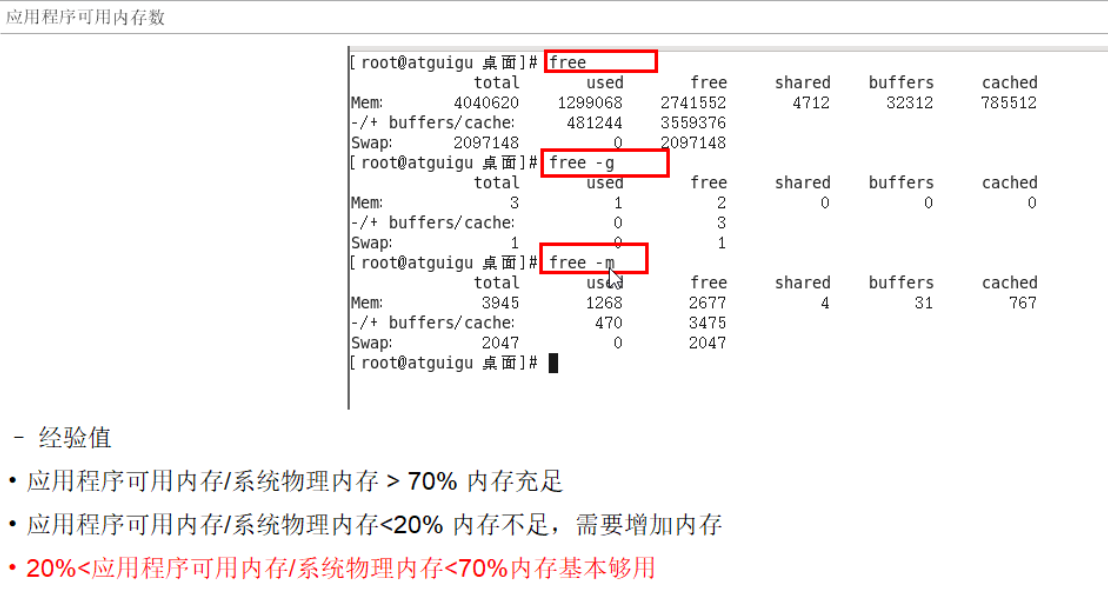 应用程序可用内存数
[root@atguigu 桌面]# free
total used free shared buffers cached
Mem: 4040620 1299068 2741552 4712 32312 785512
-/+ buffers/cache: 481244 3559376
Swap: 2097148 0 2097148
[root@atguigu 桌面]# free -g
total used free shared buffers cached
Mem: 3 1 2 0 0 0
-/+ buffers/cache: 0 3
Swap: 1 0 1
[root@atguigu 桌面]# free -m
total used free shared buffers cached
Mem: 3945 1268 2677 4 31 767
-/+ buffers/cache: 470 3475
Swap: 2047 0 2047
[root@atguigu 桌面]#
- 经验值
• 应用程序可用内存/系统物理内存 > 70% 内存充足
• 应用程序可用内存/系统物理内存<20% 内存不足，需要增加内存
• 20%<应用程序可用内存/系统物理内存<70%内存基本够用